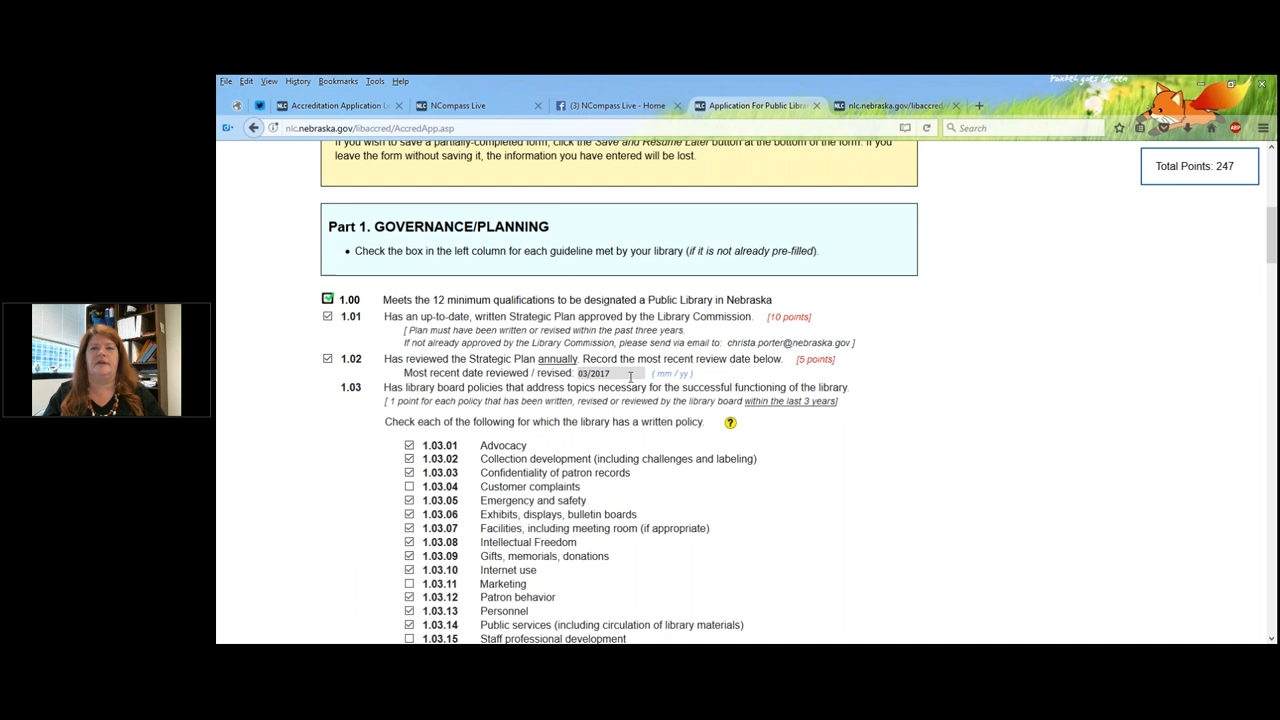 File Edit View History Bookmarks Tools Help
Accreditation Application L
NCompass Live
(3) NCompass Live - Home
Application For Public Libra
nlc.nebraska.gov/libaccred/
nlc.nebraska.gov/libaccred/AccredApp.asp
Search
If you wish to save a partially-completed form, click the Save and Resume Later button at the bottom of the form. If you
leave the form without saving it, the information you have entered will be lost.
Total Points: 247
Part 1. GOVERNANCE/PLANNING
• Check the box in the left column for each guideline met by your library (if it is not already pre-filled).
1.00 Meets the 12 minimum qualifications to be designated a Public Library in Nebraska
1.01 Has an up-to-date, written Strategic Plan approved by the Library Commission. [10 points]
[ Plan must have been written or revised within the past three years.
If not already approved by the Library Commission, please send via email to: christa.porter@nebraska.gov ]
1.02 Has reviewed the Strategic Plan annually. Record the most recent review date below. [5 points]
Most recent date reviewed / revised: 03/2017 ( mm / yy )
1.03 Has library board policies that address topics necessary for the successful functioning of the library.
[ 1 point for each policy that has been written, revised or reviewed by the library board within the last 3 years]
Check each of the following for which the library has a written policy. ?
1.03.01 Advocacy
1.03.02 Collection development (including challenges and labeling)
1.03.03 Confidentiality of patron records
1.03.04 Customer complaints
1.03.05 Emergency and safety
1.03.06 Exhibits, displays, bulletin boards
1.03.07 Facilities, including meeting room (if appropriate)
1.03.08 Intellectual Freedom
1.03.09 Gifts, memorials, donations
1.03.10 Internet use
1.03.11 Marketing
1.03.12 Patron behavior
1.03.13 Personnel
1.03.14 Public services (including circulation of library materials)
1.03.15 Staff professional development